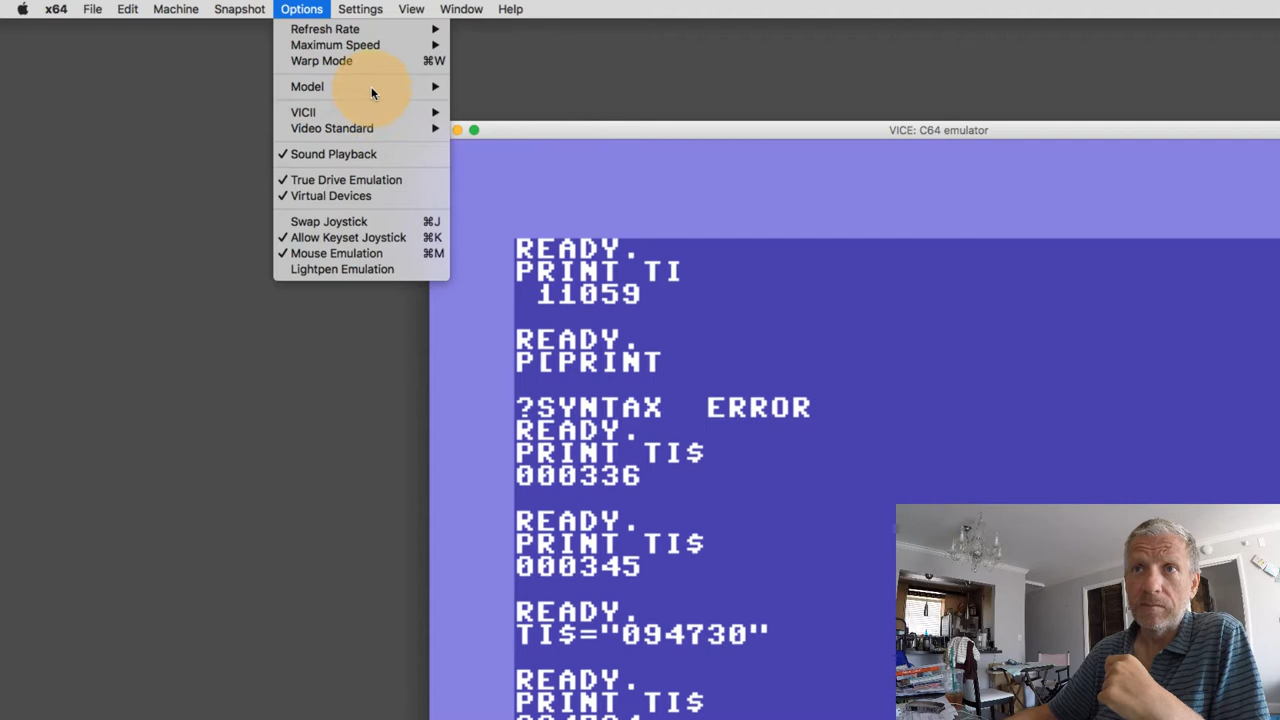 x64 File Edit Machine Snapshot Options Settings View Window Help
Refresh Rate
Maximum Speed
Warp Mode ⌘W
Model
VICII
Video Standard
✓ Sound Playback
✓ True Drive Emulation
✓ Virtual Devices
Swap Joystick ⌘J
✓ Allow Keyset Joystick ⌘K
✓ Mouse Emulation ⌘M
Lightpen Emulation
VICE: C64 emulator
READY.
PRINT TI
11059
READY.
P[PRINT
?SYNTAX ERROR
READY.
PRINT TI$
000336
READY.
PRINT TI$
000345
READY.
TI$="094730"
READY.
PRINT TI$